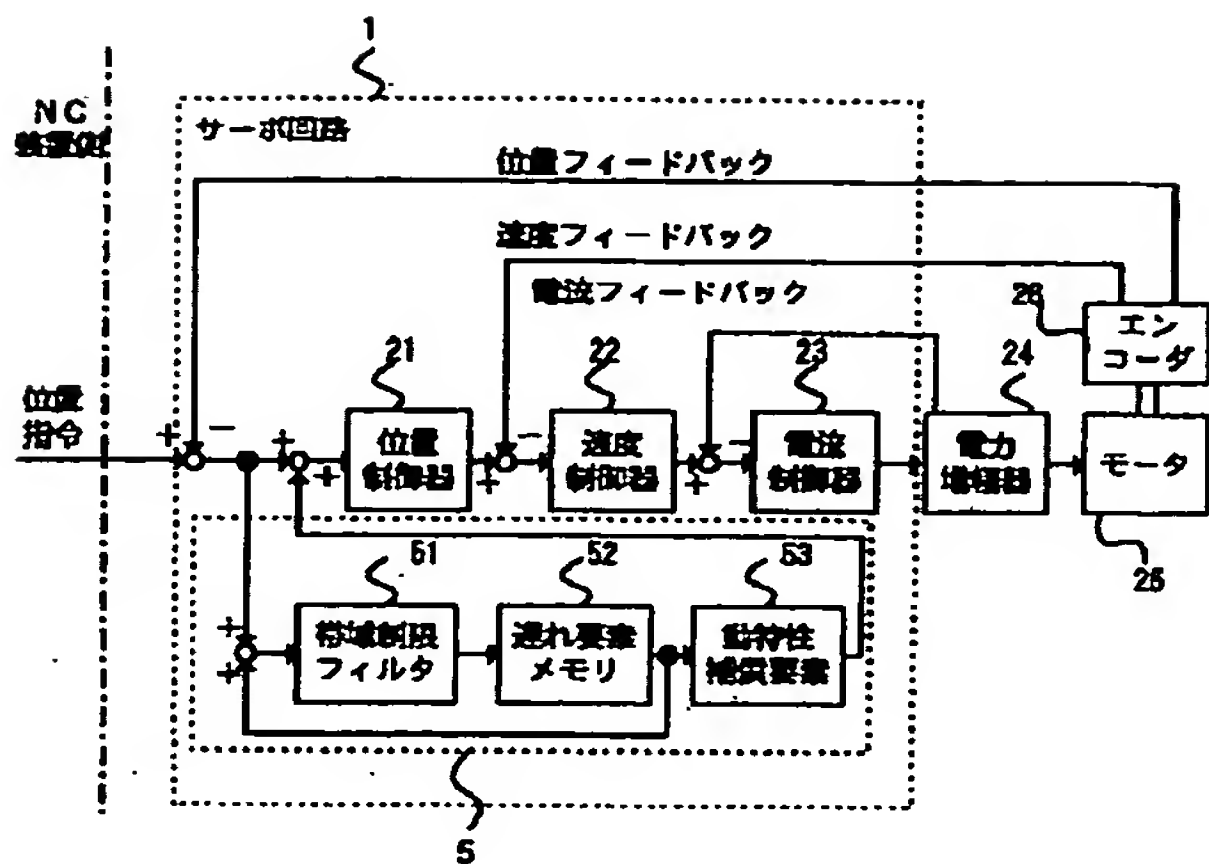 1
NC
装置側
サーボ回路
位置フィードバック
速度フィードバック
電流フィードバック
26
エン
コーダ
21
22
23
24
位置
指令
+
−
+
+
位置
制御器
+
−
速度
制御器
+
−
電流
制御器
電力
増幅器
モータ
25
51
52
53
+
+
帯域制限
フィルタ
遅れ要素
メモリ
動特性
補償要素
5